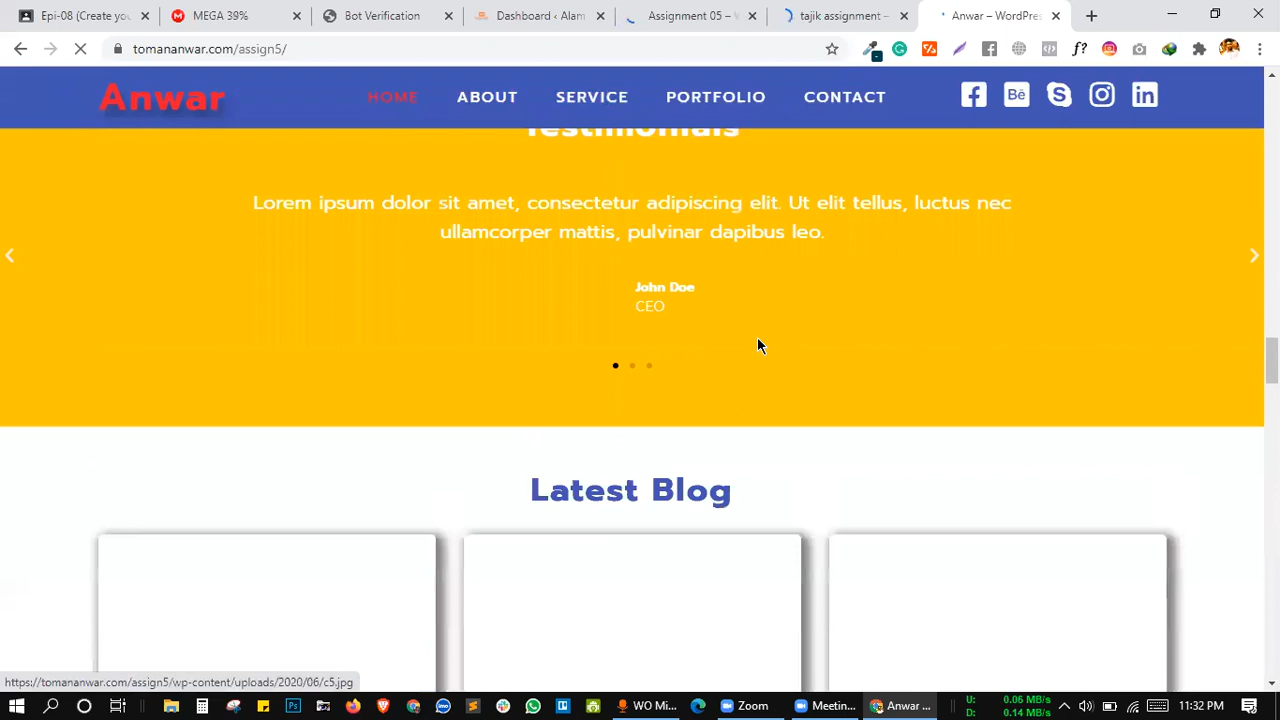 Epi-08 (Create you
MEGA 39%
Bot Verification
Dashboard ‹ Alam
Assignment 05 – W
tajik assignment –
Anwar – WordPres
tomananwar.com/assign5/
Anwar
HOME
ABOUT
SERVICE
PORTFOLIO
CONTACT
Testimonials
Lorem ipsum dolor sit amet, consectetur adipiscing elit. Ut elit tellus, luctus nec
ullamcorper mattis, pulvinar dapibus leo.
John Doe
CEO
Latest Blog
https://tomananwar.com/assign5/wp-content/uploads/2020/06/c5.jpg
WO Mi...
Zoom
Meetin...
Anwar ...
U: 0.06 MB/s
D: 0.14 MB/s
11:32 PM